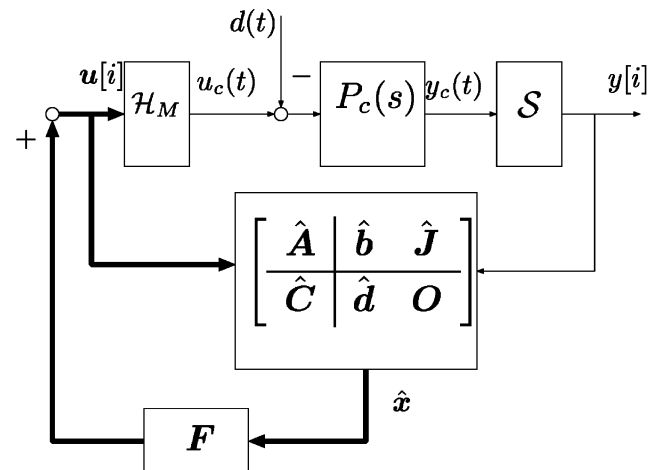 d(t)
u[i] u_c(t) − y_c(t) y[i]
ℋ_M P_c(s) 𝒮
+
Â b̂ Ĵ
Ĉ d̂ O
x̂
F